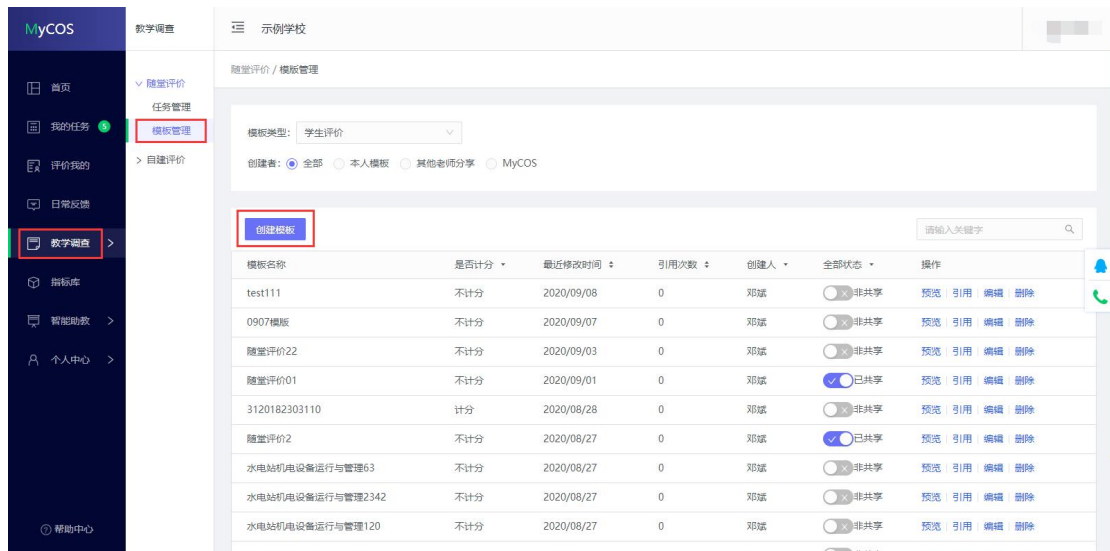 MyCOS
教学调查
示例学校
首页
我的任务 5
评价我的
日常反馈
教学调查 >
指标库
智能助教 >
个人中心 >
帮助中心
随堂评价
任务管理
模板管理
> 自建评价
随堂评价 / 模版管理
模板类型: 学生评价
创建者: 全部 本人模板 其他老师分享 MyCOS
创建模板
请输入关键字
模板名称 是否计分 最近修改时间 引用次数 创建人 全部状态 操作
test111 不计分 2020/09/08 0 邓斌 非共享 预览 引用 编辑 删除
0907模版 不计分 2020/09/07 0 邓斌 非共享 预览 引用 编辑 删除
随堂评价22 不计分 2020/09/03 0 邓斌 非共享 预览 引用 编辑 删除
随堂评价01 不计分 2020/09/01 0 邓斌 已共享 预览 引用 编辑 删除
3120182303110 计分 2020/08/28 0 邓斌 非共享 预览 引用 编辑 删除
随堂评价2 不计分 2020/08/27 0 邓斌 已共享 预览 引用 编辑 删除
水电站机电设备运行与管理63 不计分 2020/08/27 0 邓斌 非共享 预览 引用 编辑 删除
水电站机电设备运行与管理2342 不计分 2020/08/27 0 邓斌 非共享 预览 引用 编辑 删除
水电站机电设备运行与管理120 不计分 2020/08/27 0 邓斌 非共享 预览 引用 编辑 删除